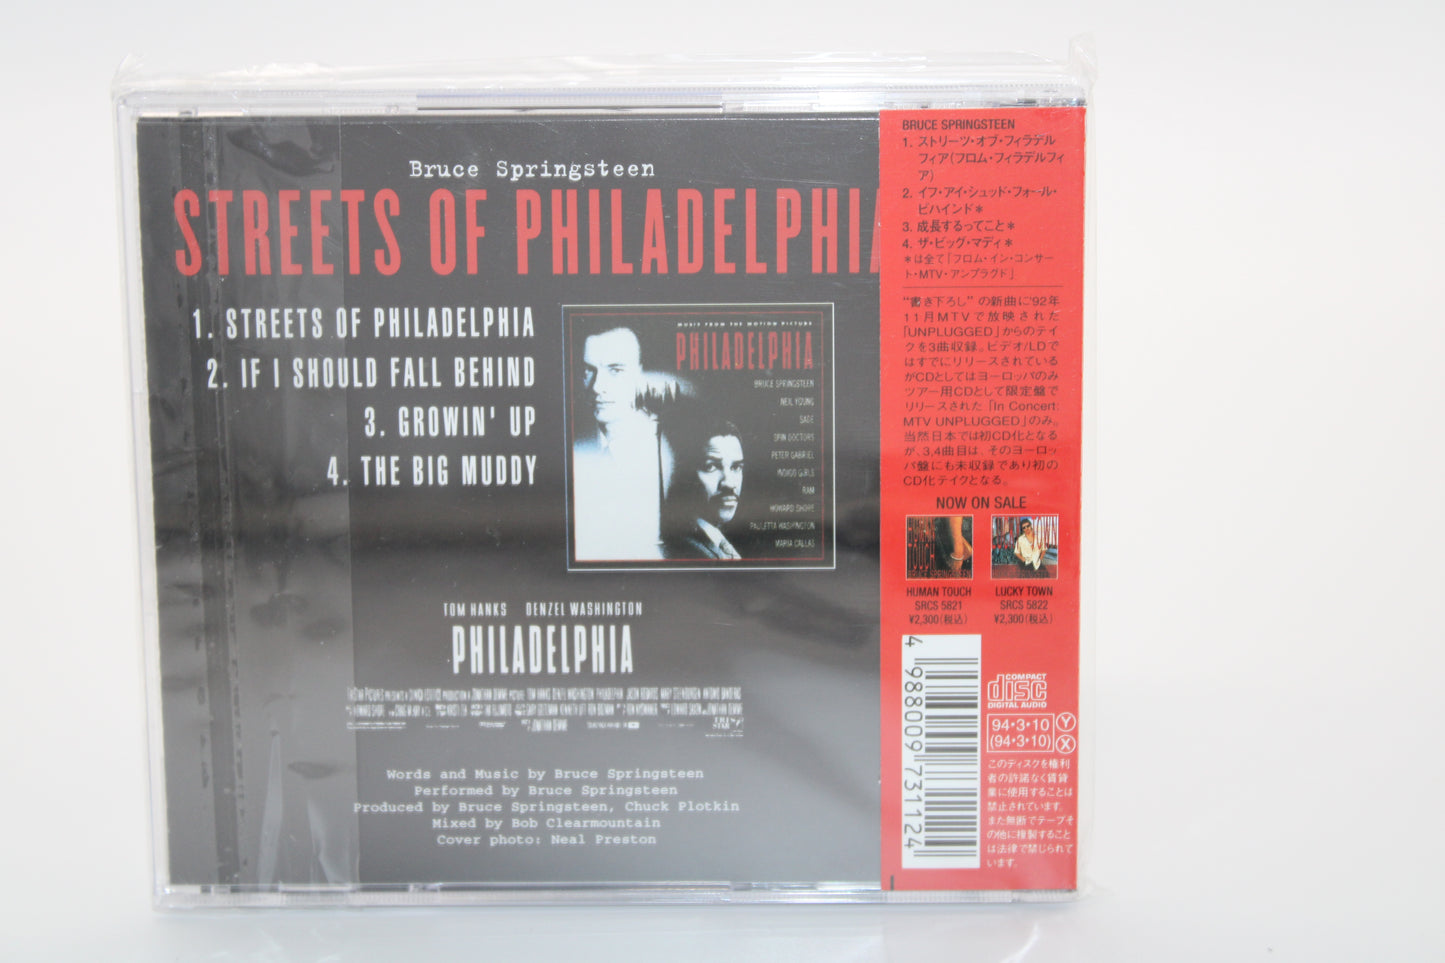 Bruce Springsteen
STREETS OF PHILADELPHIA
1. STREETS OF PHILADELPHIA
2. IF I SHOULD FALL BEHIND
3. GROWIN' UP
4. THE BIG MUDDY
MUSIC FROM THE MOTION PICTURE
PHILADELPHIA
BRUCE SPRINGSTEEN
NEIL YOUNG
SADE
SPIN DOCTORS
PETER GABRIEL
INDIGO GIRLS
RAM
HOWARD SHORE
PAULETTA WASHINGTON
MARIA CALLAS
TOM HANKS DENZEL WASHINGTON
PHILADELPHIA
Words and Music by Bruce Springsteen
Performed by Bruce Springsteen
Produced by Bruce Springsteen, Chuck Plotkin
Mixed by Bob Clearmountain
Cover photo: Neal Preston
BRUCE SPRINGSTEEN
1. ストリーツ・オブ・フィラデル
フィア(フロム・フィラデルフィ
ア)
2. イフ・アイ・シュッド・フォール・
ビハインド*
3. 成長するってこと*
4. ザ・ビッグ・マディ*
*は全て「フロム・イン・コンサー
ト・MTV・アンプラグド」
“書き下ろし”の新曲に'92年
11月MTVで放映された
「UNPLUGGED」からのテイ
クを3曲収録。ビデオ/LDで
はすでにリリースされている
がCDとしてはヨーロッパのみ
ツアー用CDとして限定盤で
リリースされた「In Concert:
MTV UNPLUGGED」のみ。
当然日本では初CD化となる
が、3,4曲目は、そのヨーロッ
パ盤にも未収録であり初の
CD化テイクとなる。
NOW ON SALE
HUMAN TOUCH
SRCS 5821
¥2,300(税込)
LUCKY TOWN
SRCS 5822
¥2,300(税込)
4 988009 731124
COMPACT
disc
DIGITAL AUDIO
94・3・10 Y
(94・3・10) X
このディスクを権利
者の許諾なく賃貸
業に使用することは
禁止されています。
また無断でテープそ
の他に複製すること
は法律で禁じられて
います。